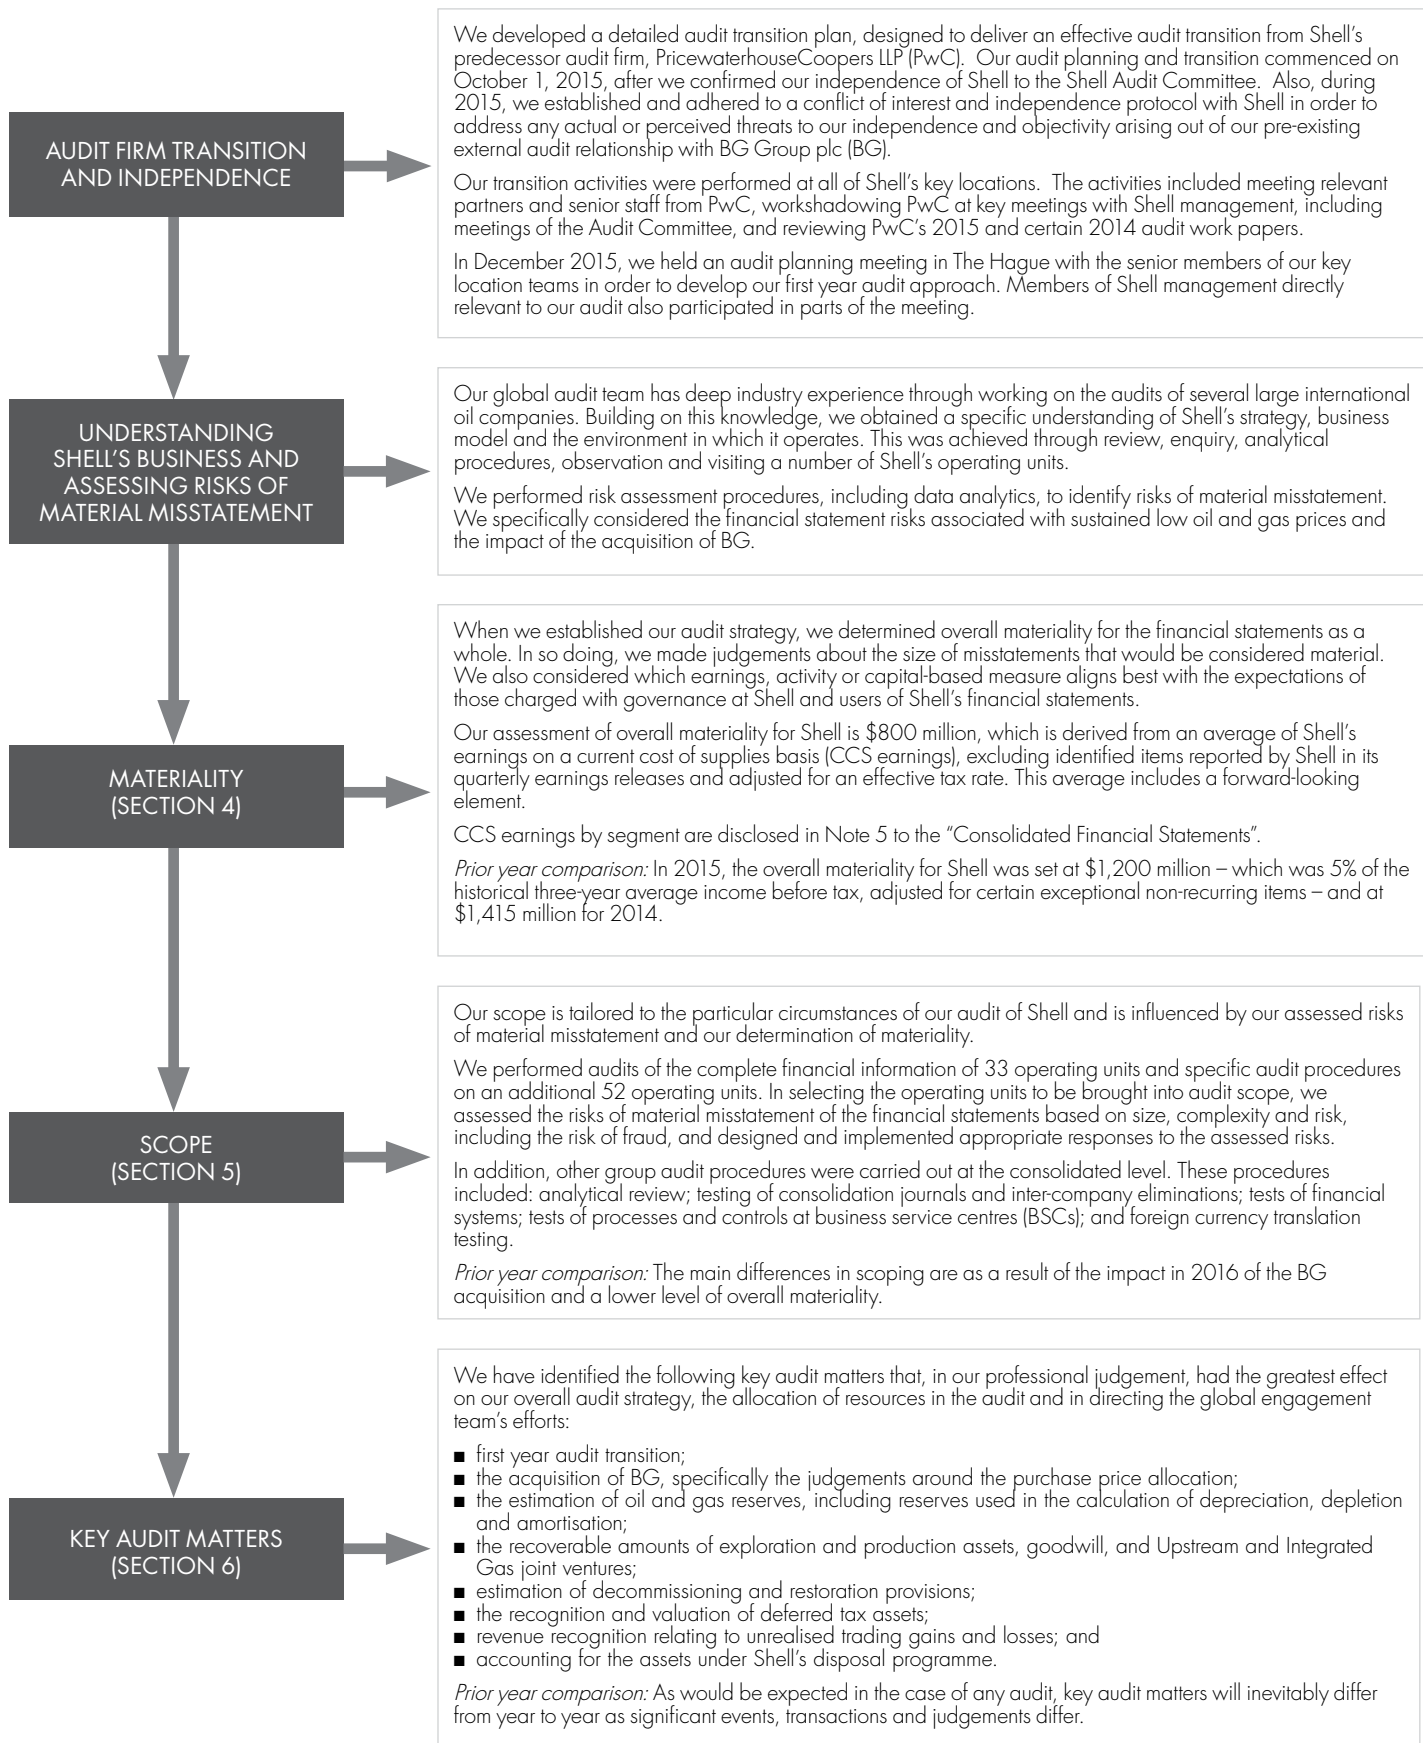 AUDIT FIRM TRANSITION
AND INDEPENDENCE
We developed a detailed audit transition plan, designed to deliver an effective audit transition from Shell's
predecessor audit firm, PricewaterhouseCoopers LLP (PwC). Our audit planning and transition commenced on
October 1, 2015, after we confirmed our independence of Shell to the Shell Audit Committee. Also, during
2015, we established and adhered to a conflict of interest and independence protocol with Shell in order to
address any actual or perceived threats to our independence and objectivity arising out of our pre-existing
external audit relationship with BG Group plc (BG).
Our transition activities were performed at all of Shell's key locations. The activities included meeting relevant
partners and senior staff from PwC, workshadowing PwC at key meetings with Shell management, including
meetings of the Audit Committee, and reviewing PwC's 2015 and certain 2014 audit work papers.
In December 2015, we held an audit planning meeting in The Hague with the senior members of our key
location teams in order to develop our first year audit approach. Members of Shell management directly
relevant to our audit also participated in parts of the meeting.
UNDERSTANDING
SHELL'S BUSINESS AND
ASSESSING RISKS OF
MATERIAL MISSTATEMENT
Our global audit team has deep industry experience through working on the audits of several large international
oil companies. Building on this knowledge, we obtained a specific understanding of Shell's strategy, business
model and the environment in which it operates. This was achieved through review, enquiry, analytical
procedures, observation and visiting a number of Shell's operating units.
We performed risk assessment procedures, including data analytics, to identify risks of material misstatement.
We specifically considered the financial statement risks associated with sustained low oil and gas prices and
the impact of the acquisition of BG.
MATERIALITY
(SECTION 4)
When we established our audit strategy, we determined overall materiality for the financial statements as a
whole. In so doing, we made judgements about the size of misstatements that would be considered material.
We also considered which earnings, activity or capital-based measure aligns best with the expectations of
those charged with governance at Shell and users of Shell's financial statements.
Our assessment of overall materiality for Shell is $800 million, which is derived from an average of Shell's
earnings on a current cost of supplies basis (CCS earnings), excluding identified items reported by Shell in its
quarterly earnings releases and adjusted for an effective tax rate. This average includes a forward-looking
element.
CCS earnings by segment are disclosed in Note 5 to the "Consolidated Financial Statements".
Prior year comparison: In 2015, the overall materiality for Shell was set at $1,200 million – which was 5% of the
historical three-year average income before tax, adjusted for certain exceptional non-recurring items – and at
$1,415 million for 2014.
SCOPE
(SECTION 5)
Our scope is tailored to the particular circumstances of our audit of Shell and is influenced by our assessed risks
of material misstatement and our determination of materiality.
We performed audits of the complete financial information of 33 operating units and specific audit procedures
on an additional 52 operating units. In selecting the operating units to be brought into audit scope, we
assessed the risks of material misstatement of the financial statements based on size, complexity and risk,
including the risk of fraud, and designed and implemented appropriate responses to the assessed risks.
In addition, other group audit procedures were carried out at the consolidated level. These procedures
included: analytical review; testing of consolidation journals and inter-company eliminations; tests of financial
systems; tests of processes and controls at business service centres (BSCs); and foreign currency translation
testing.
Prior year comparison: The main differences in scoping are as a result of the impact in 2016 of the BG
acquisition and a lower level of overall materiality.
KEY AUDIT MATTERS
(SECTION 6)
We have identified the following key audit matters that, in our professional judgement, had the greatest effect
on our overall audit strategy, the allocation of resources in the audit and in directing the global engagement
team's efforts:
■ first year audit transition;
■ the acquisition of BG, specifically the judgements around the purchase price allocation;
■ the estimation of oil and gas reserves, including reserves used in the calculation of depreciation, depletion
and amortisation;
■ the recoverable amounts of exploration and production assets, goodwill, and Upstream and Integrated
Gas joint ventures;
■ estimation of decommissioning and restoration provisions;
■ the recognition and valuation of deferred tax assets;
■ revenue recognition relating to unrealised trading gains and losses; and
■ accounting for the assets under Shell's disposal programme.
Prior year comparison: As would be expected in the case of any audit, key audit matters will inevitably differ
from year to year as significant events, transactions and judgements differ.